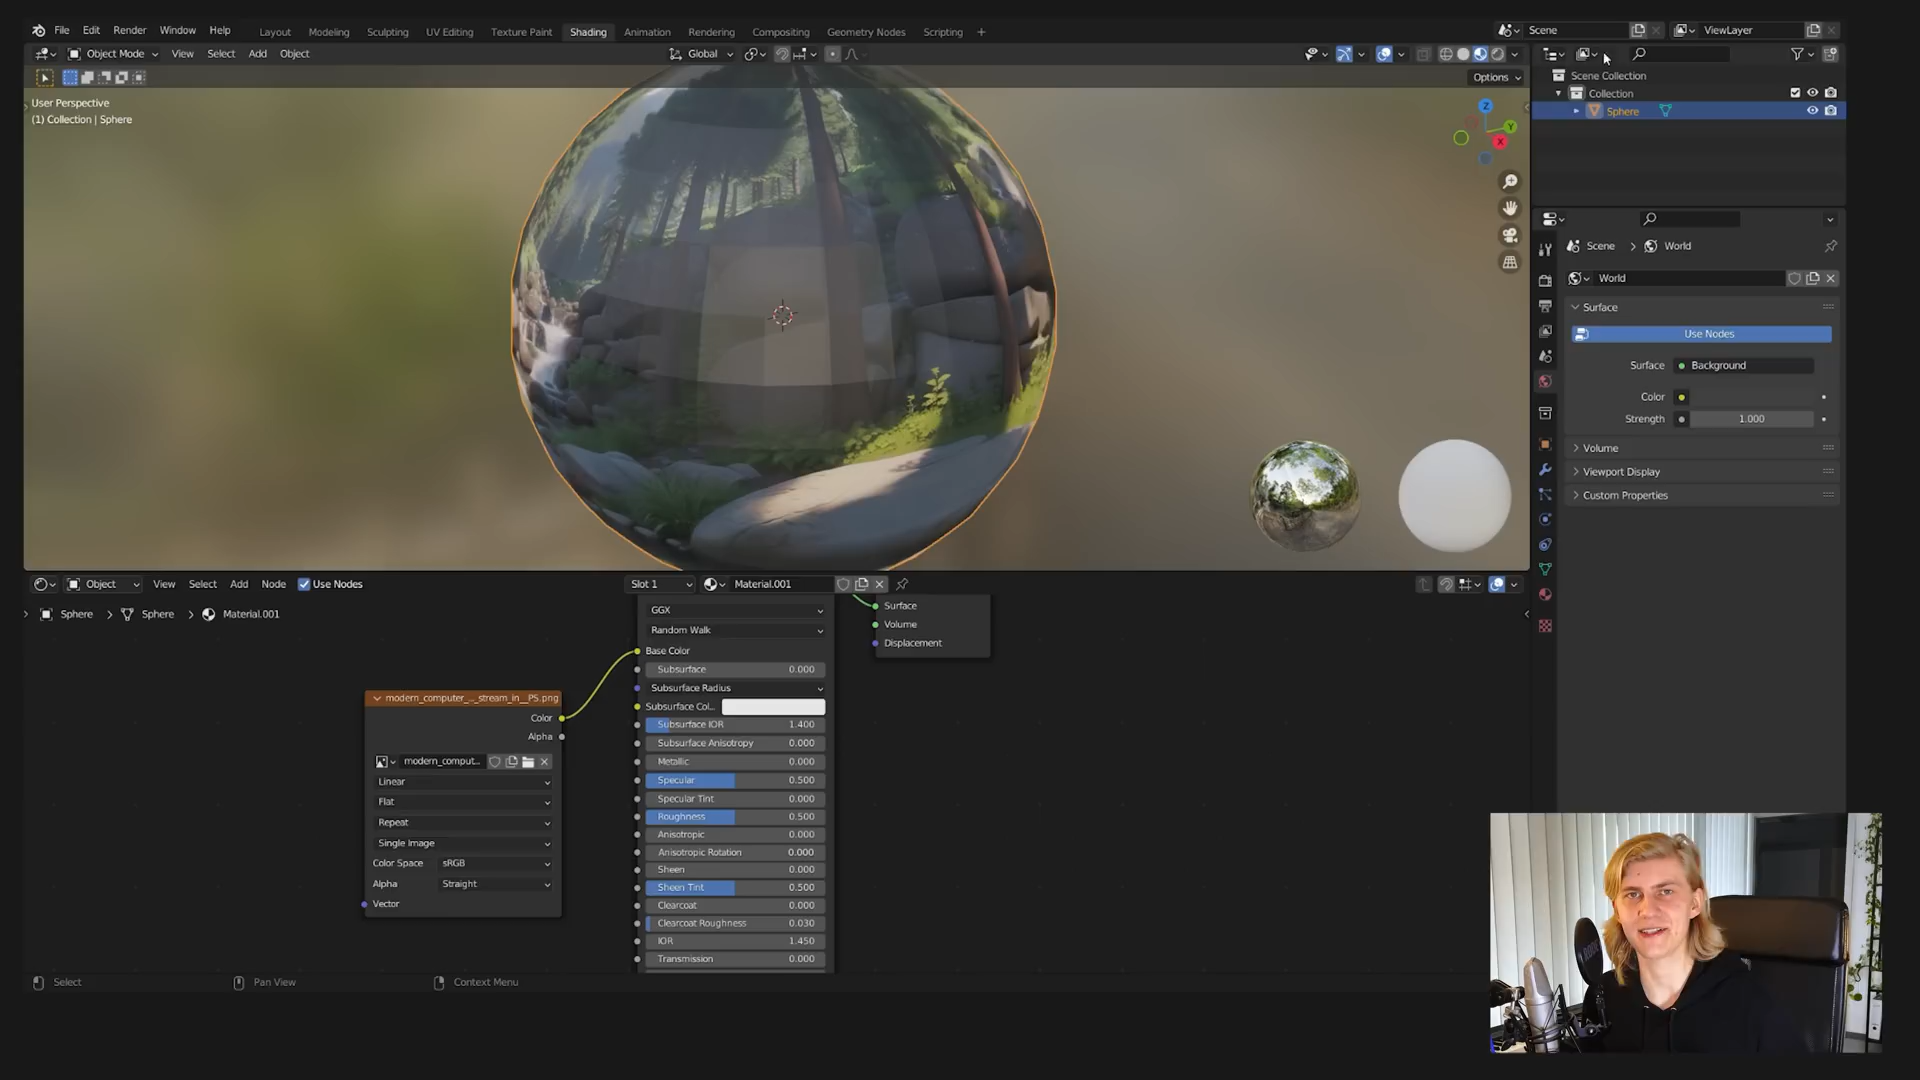 File Edit Render Window Help Layout Modeling Sculpting UV Editing Texture Paint Shading Animation Rendering Compositing Geometry Nodes Scripting + Scene ViewLayer
Object Mode View Select Add Object Global
Options
User Perspective
(1) Collection | Sphere
Z
Y
X
Scene Collection
Collection
Sphere
Scene > World
World
Surface
Use Nodes
Surface Background
Color
Strength 1.000
Volume
Viewport Display
Custom Properties
Object View Select Add Node Use Nodes Slot 1 Material.001
Sphere > Sphere > Material.001
modern_computer_..._stream_in__P5.png
Color
Alpha
modern_comput...
Linear
Flat
Repeat
Single Image
Color Space sRGB
Alpha Straight
Vector
GGX
Random Walk
Base Color
Subsurface 0.000
Subsurface Radius
Subsurface Col...
Subsurface IOR 1.400
Subsurface Anisotropy 0.000
Metallic 0.000
Specular 0.500
Specular Tint 0.000
Roughness 0.500
Anisotropic 0.000
Anisotropic Rotation 0.000
Sheen 0.000
Sheen Tint 0.500
Clearcoat 0.000
Clearcoat Roughness 0.030
IOR 1.450
Transmission 0.000
Surface
Volume
Displacement
RODE
Select Pan View Context Menu